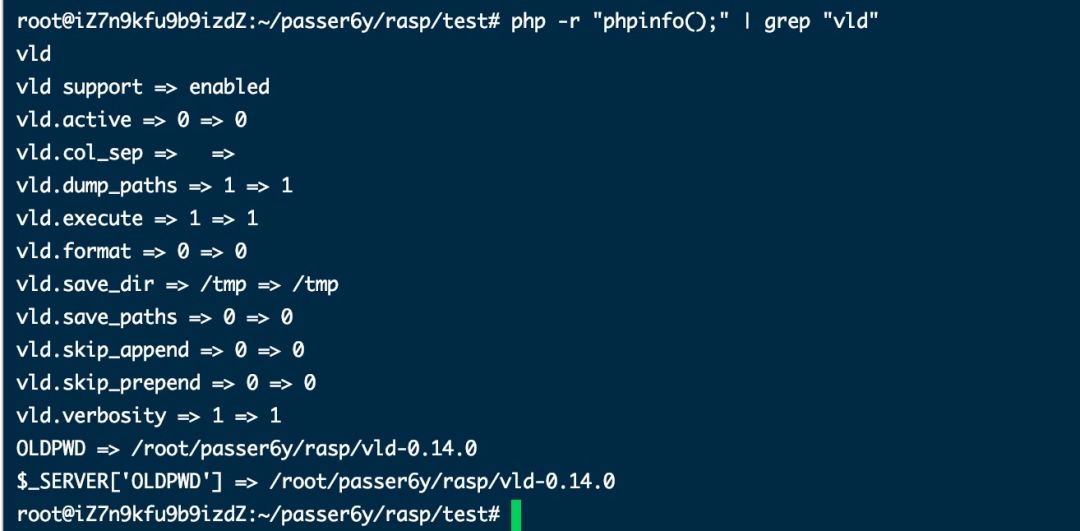 root@iZ7n9kfu9b9izdZ:~/passer6y/rasp/test# php -r "phpinfo();" | grep "vld"
vld
vld support => enabled
vld.active => 0 => 0
vld.col_sep =>   =>
vld.dump_paths => 1 => 1
vld.execute => 1 => 1
vld.format => 0 => 0
vld.save_dir => /tmp => /tmp
vld.save_paths => 0 => 0
vld.skip_append => 0 => 0
vld.skip_prepend => 0 => 0
vld.verbosity => 1 => 1
OLDPWD => /root/passer6y/rasp/vld-0.14.0
$_SERVER['OLDPWD'] => /root/passer6y/rasp/vld-0.14.0
root@iZ7n9kfu9b9izdZ:~/passer6y/rasp/test#